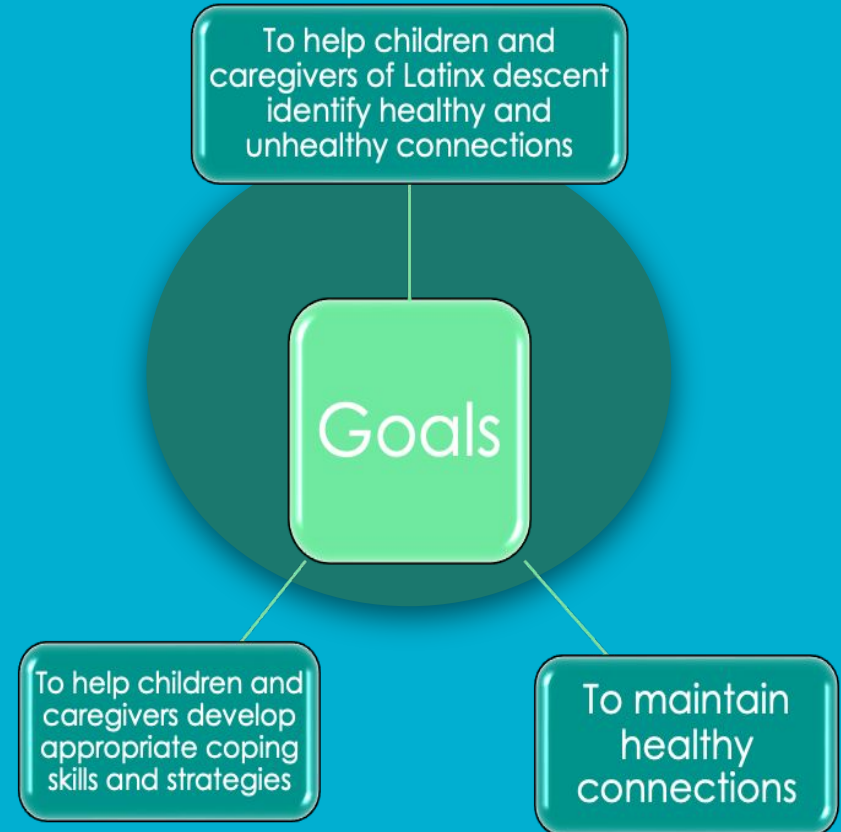 To help children and
caregivers of Latinx descent
identify healthy and
unhealthy connections
Goals
To help children and
caregivers develop
appropriate coping
skills and strategies
To maintain
healthy
connections